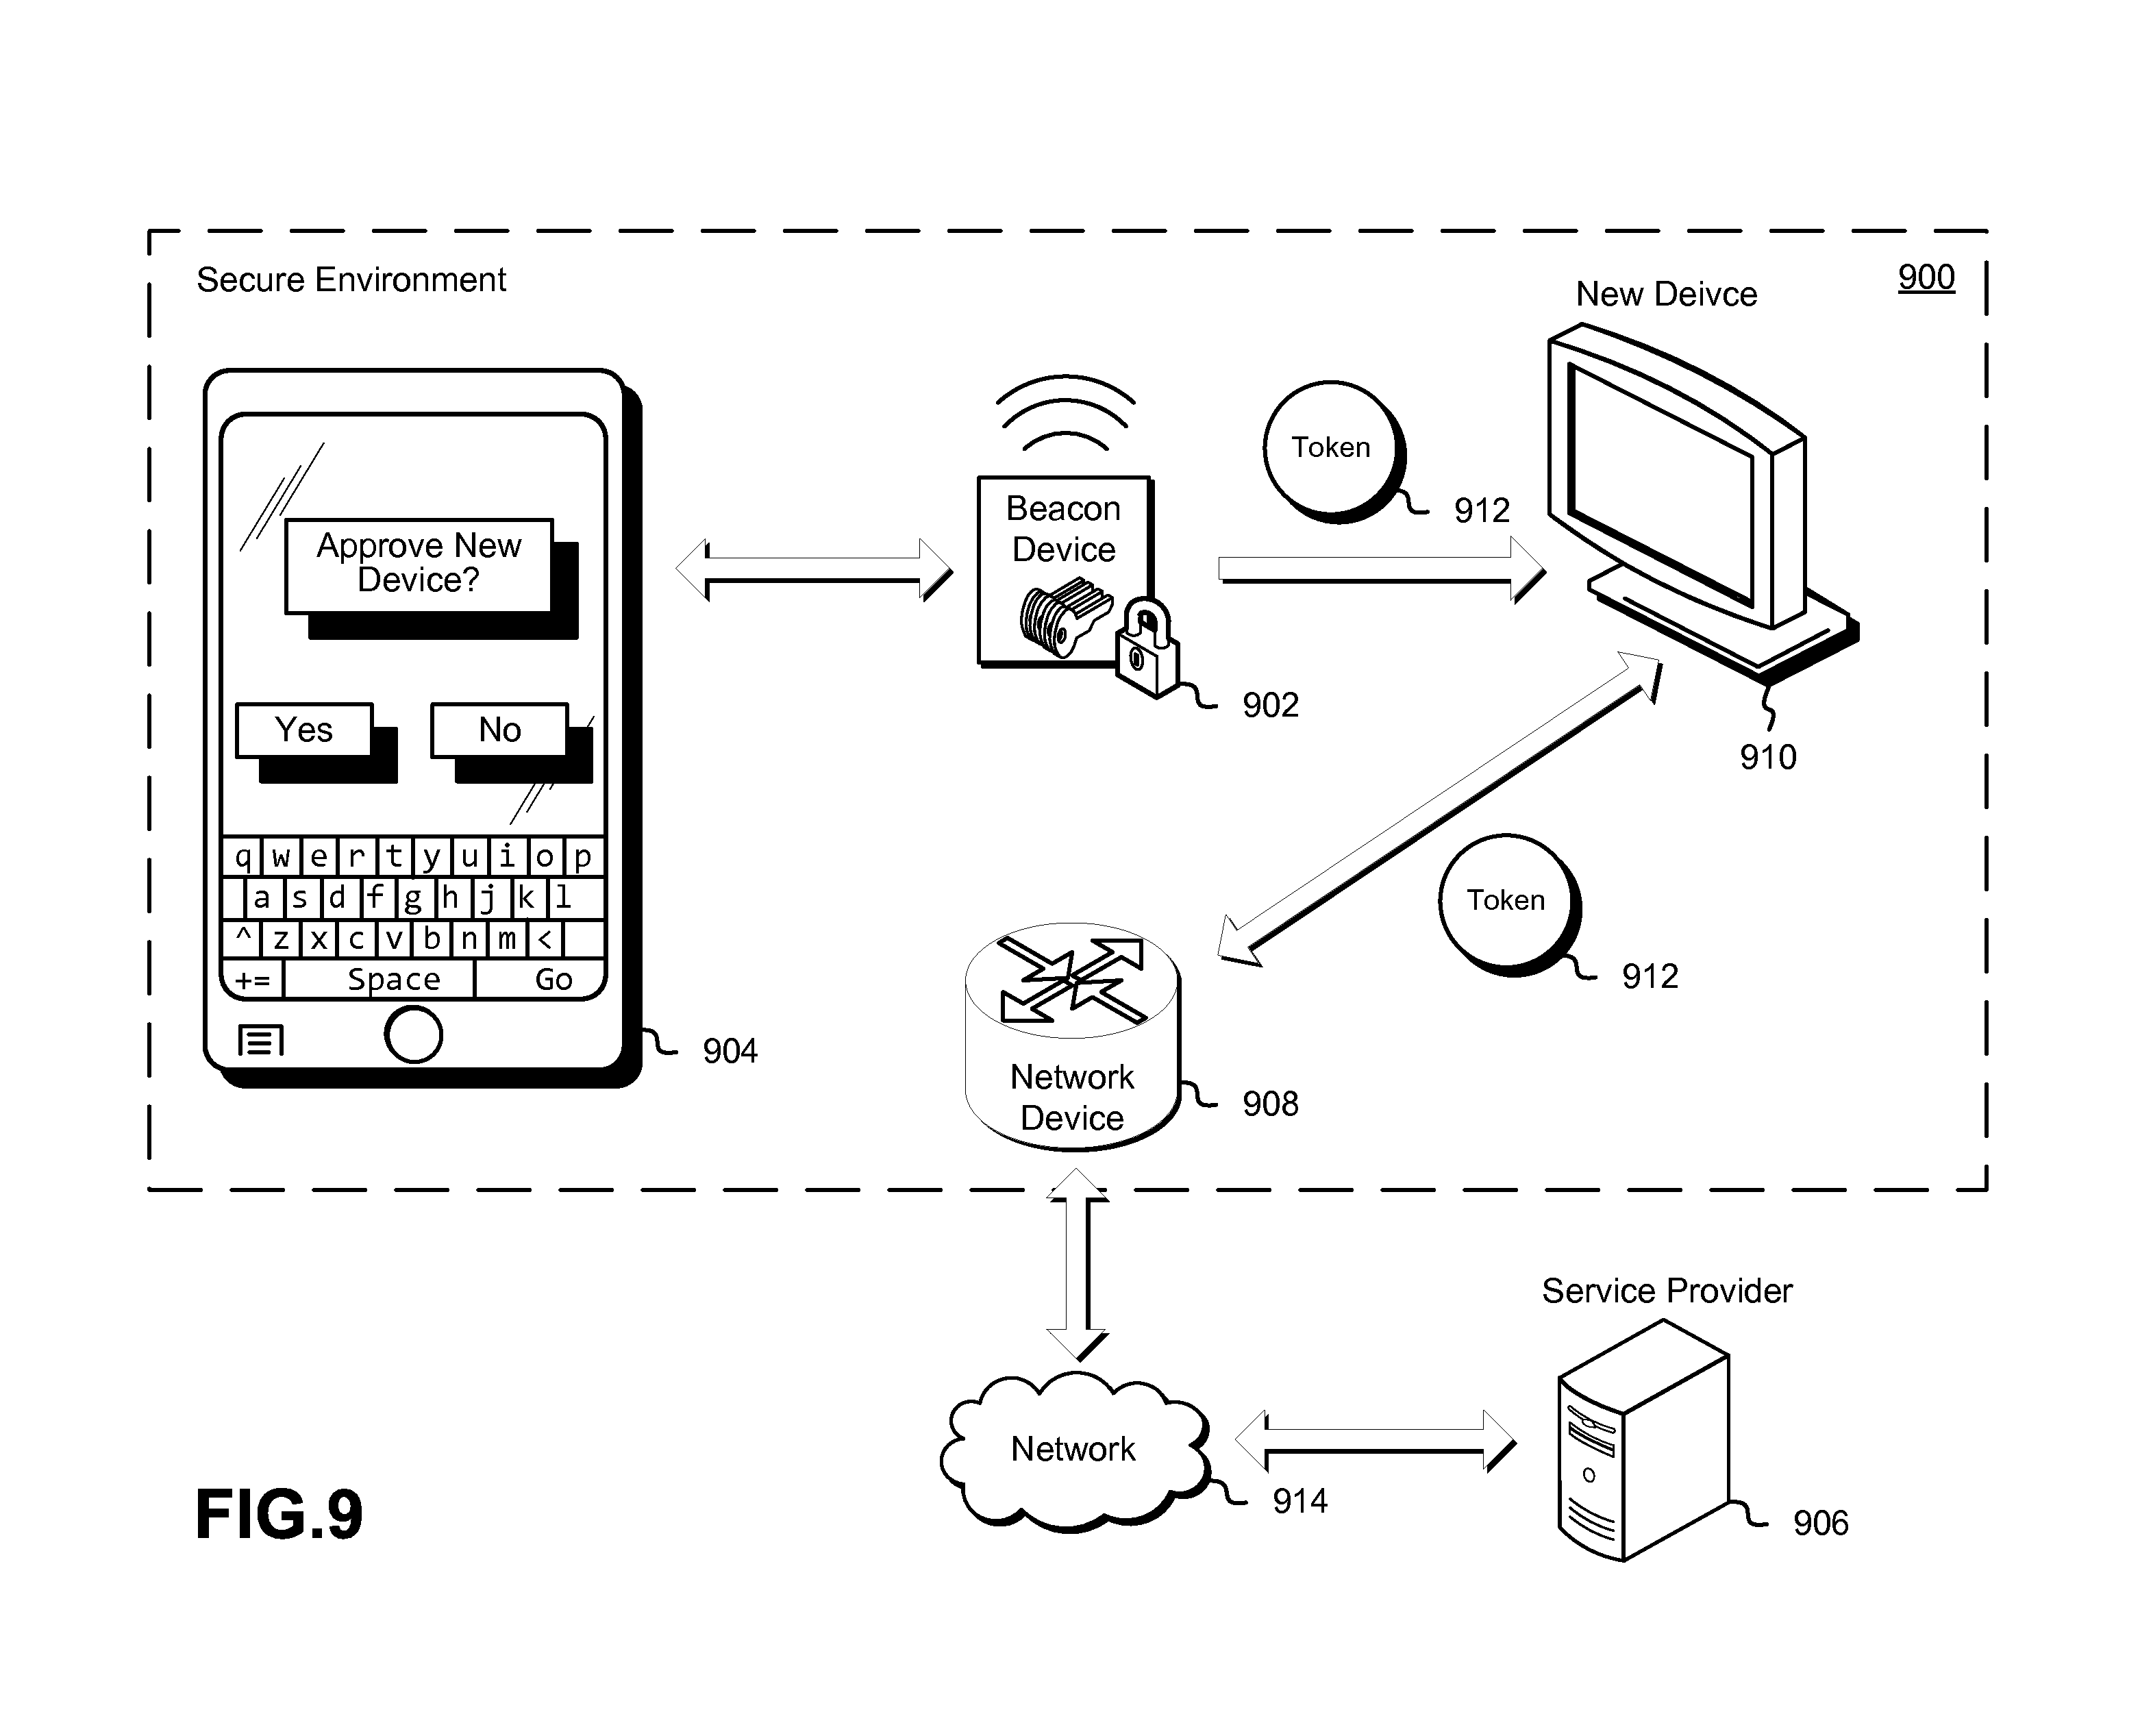 Secure Environment
900
New Deivce
Token
912
Beacon
Device
Approve New
Device?
902
Yes
No
910
q w e r t y u i o p
a s d f g h j k l
^ z x c v b n m <
+= Space Go
Token
912
904
Network
Device
908
Service Provider
Network
914
906
FIG.9